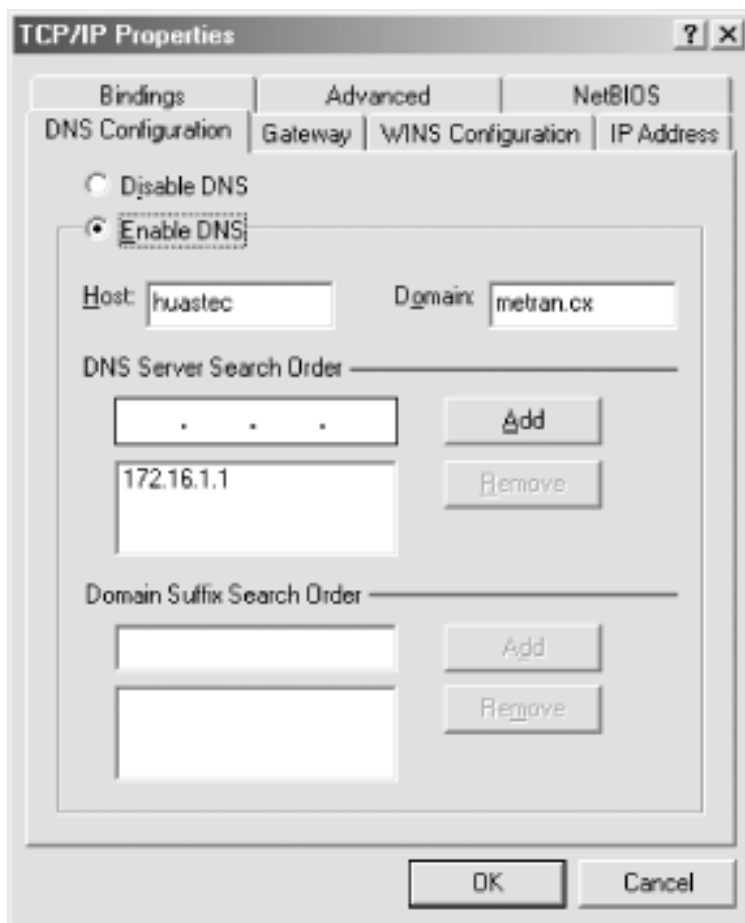 TCP/IP Properties
Bindings Advanced NetBIOS
DNS Configuration Gateway WINS Configuration IP Address
Disable DNS
Enable DNS
Host: huastec Domain: metran.cx
DNS Server Search Order
. . . Add
172.16.1.1 Remove
Domain Suffix Search Order
Add
Remove
OK Cancel